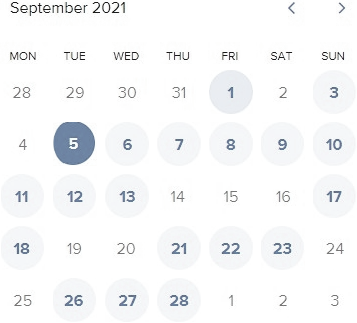 September 2021
MON TUE WED THU FRI SAT SUN
28 29 30 31 1 2 3
4 5 6 7 8 9 10
11 12 13 14 15 16 17
18 19 20 21 22 23 24
25 26 27 28 1 2 3